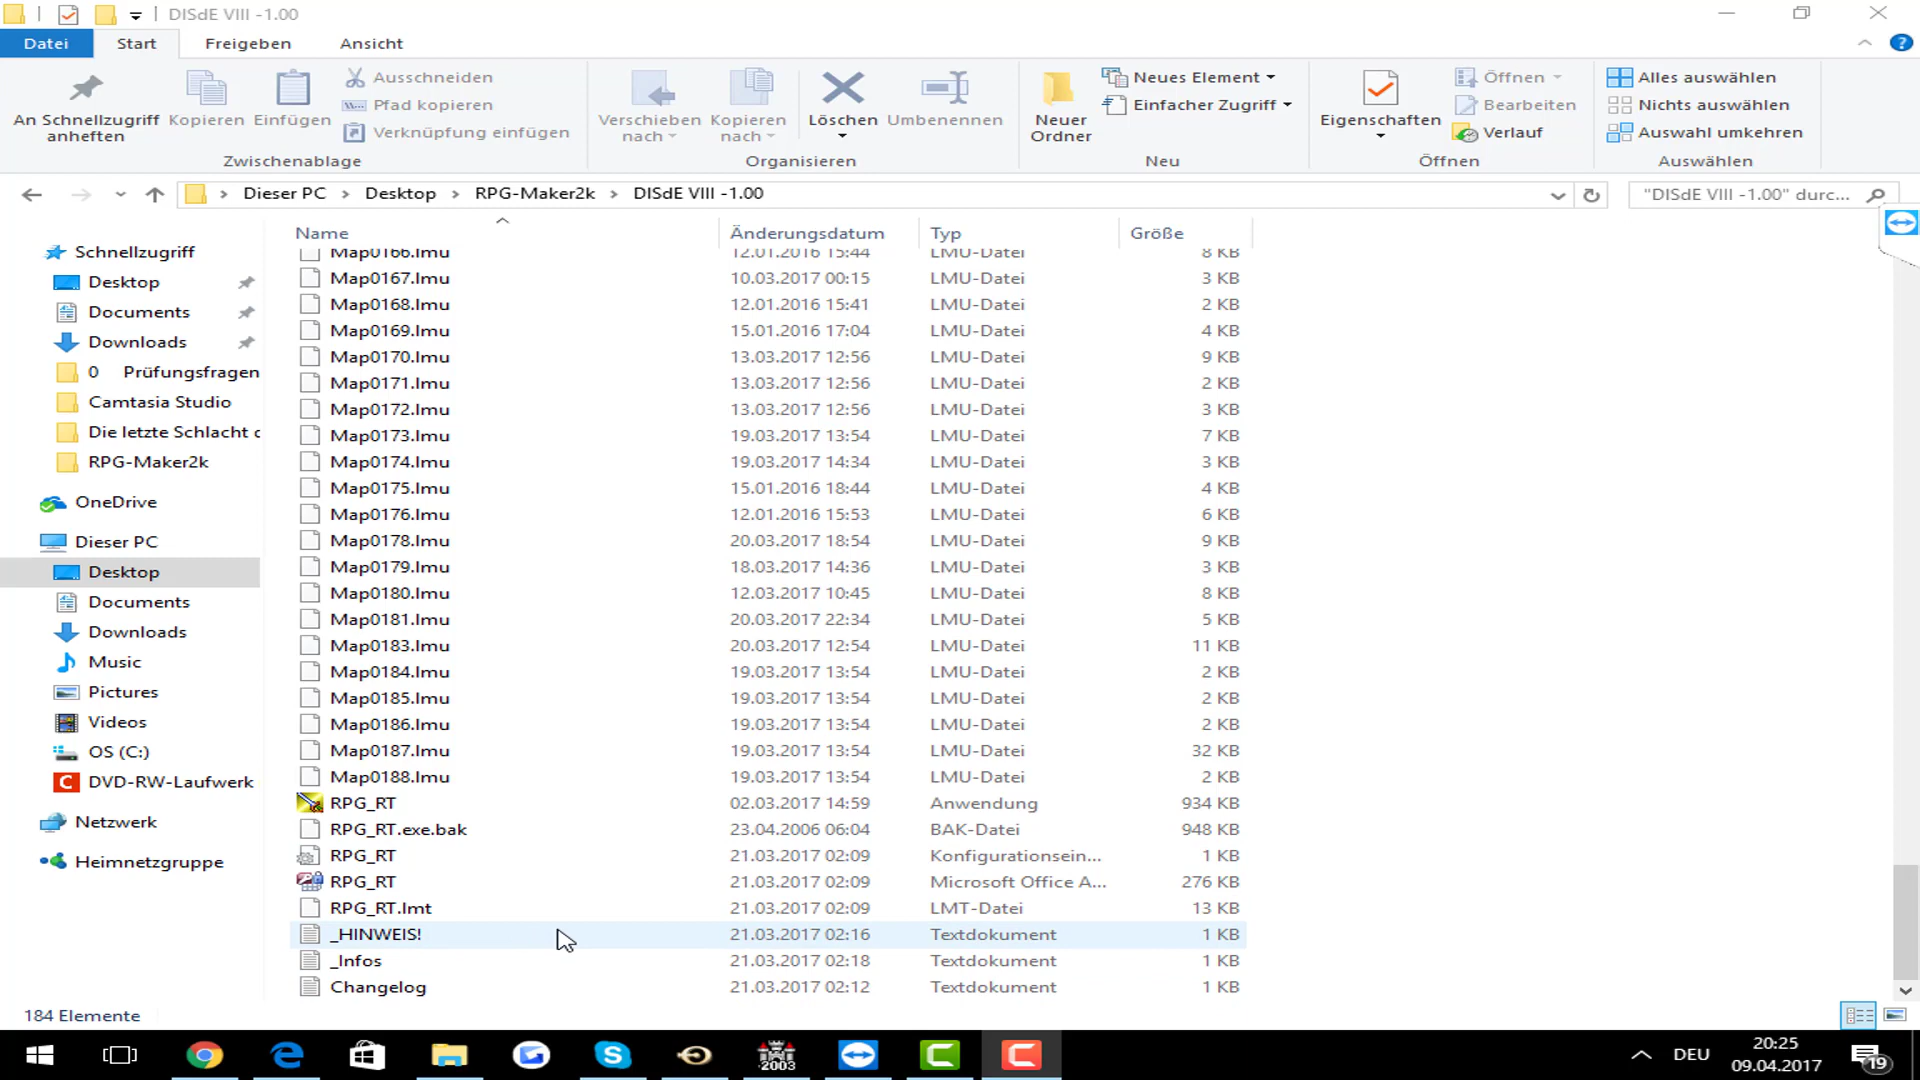 DISdE VIII -1.00
Datei Start Freigeben Ansicht
An Schnellzugriff anheften
Kopieren
Einfügen
Ausschneiden
Pfad kopieren
Verknüpfung einfügen
Zwischenablage
Verschieben nach
Kopieren nach
Löschen
Umbenennen
Organisieren
Neuer Ordner
Neues Element
Einfacher Zugriff
Neu
Eigenschaften
Öffnen
Bearbeiten
Verlauf
Öffnen
Alles auswählen
Nichts auswählen
Auswahl umkehren
Auswählen
Dieser PC Desktop RPG-Maker2k DISdE VIII -1.00
"DISdE VIII -1.00" durc...
Schnellzugriff
Desktop
Documents
Downloads
0 Prüfungsfragen
Camtasia Studio
Die letzte Schlacht
RPG-Maker2k
OneDrive
Dieser PC
Desktop
Documents
Downloads
Music
Pictures
Videos
OS (C:)
DVD-RW-Laufwerk
Netzwerk
Heimnetzgruppe
Name Änderungsdatum Typ Größe
Map0166.lmu 12.01.2016 15:44 LMU-Datei 8 KB
Map0167.lmu 10.03.2017 00:15 LMU-Datei 3 KB
Map0168.lmu 12.01.2016 15:41 LMU-Datei 2 KB
Map0169.lmu 15.01.2016 17:04 LMU-Datei 4 KB
Map0170.lmu 13.03.2017 12:56 LMU-Datei 9 KB
Map0171.lmu 13.03.2017 12:56 LMU-Datei 2 KB
Map0172.lmu 13.03.2017 12:56 LMU-Datei 3 KB
Map0173.lmu 19.03.2017 13:54 LMU-Datei 7 KB
Map0174.lmu 19.03.2017 14:34 LMU-Datei 3 KB
Map0175.lmu 15.01.2016 18:44 LMU-Datei 4 KB
Map0176.lmu 12.01.2016 15:53 LMU-Datei 6 KB
Map0178.lmu 20.03.2017 18:54 LMU-Datei 9 KB
Map0179.lmu 18.03.2017 14:36 LMU-Datei 3 KB
Map0180.lmu 12.03.2017 10:45 LMU-Datei 8 KB
Map0181.lmu 20.03.2017 22:34 LMU-Datei 5 KB
Map0183.lmu 20.03.2017 12:54 LMU-Datei 11 KB
Map0184.lmu 19.03.2017 13:54 LMU-Datei 2 KB
Map0185.lmu 19.03.2017 13:54 LMU-Datei 2 KB
Map0186.lmu 19.03.2017 13:54 LMU-Datei 2 KB
Map0187.lmu 19.03.2017 13:54 LMU-Datei 32 KB
Map0188.lmu 19.03.2017 13:54 LMU-Datei 2 KB
RPG_RT 02.03.2017 14:59 Anwendung 934 KB
RPG_RT.exe.bak 23.04.2006 06:04 BAK-Datei 948 KB
RPG_RT 21.03.2017 02:09 Konfigurationsein... 1 KB
RPG_RT 21.03.2017 02:09 Microsoft Office A... 276 KB
RPG_RT.lmt 21.03.2017 02:09 LMT-Datei 13 KB
_HINWEIS! 21.03.2017 02:16 Textdokument 1 KB
_Infos 21.03.2017 02:18 Textdokument 1 KB
Changelog 21.03.2017 02:12 Textdokument 1 KB
184 Elemente
2003
DEU
20:25
09.04.2017
19